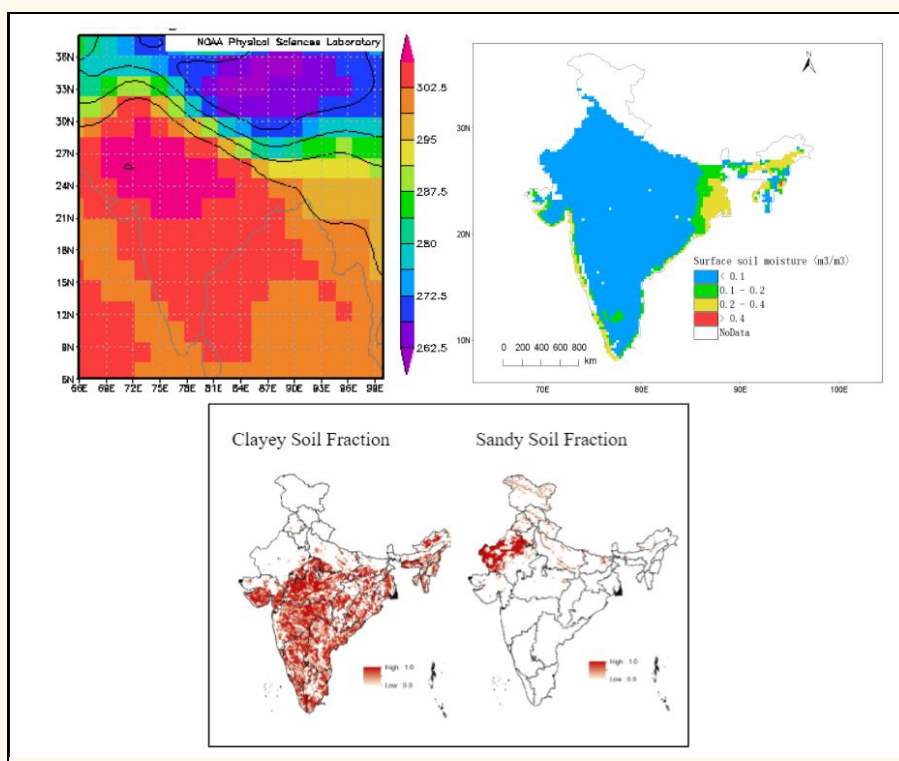 NOAA Physical Sciences Laboratory
36N
33N
30N
27N
24N
21N
18N
15N
12N
9N
6N
66E 69E 72E 75E 78E 81E 84E 87E 90E 93E 96E 99E
302.5
295
287.5
280
272.5
262.5
N
30N
20N
10N
70E 80E 90E 100E
Surface soil moisture (m3/m3)
< 0.1
0.1 - 0.2
0.2 - 0.4
> 0.4
NoData
0 200 400 600 800
km
Clayey Soil Fraction
Sandy Soil Fraction
High : 1.0
Low : 0.0
High : 1.0
Low : 0.0